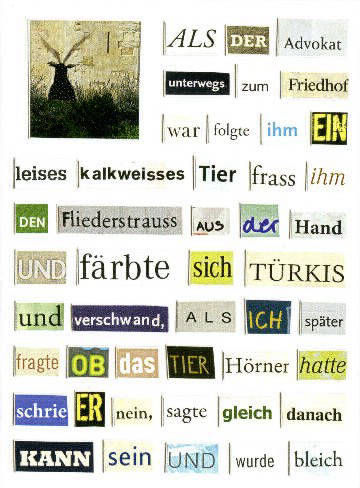 ALS DER Advokat
unterwegs zum Friedhof
war folgte ihm EIN
leises kalkweisses Tier frass ihm
DEN Fliederstrauss AUS der Hand
UND färbte sich TÜRKIS
und verschwand, ALS ICH später
fragte OB das TIER Hörner hatte
schrie ER nein, sagte gleich danach
KANN sein UND wurde bleich